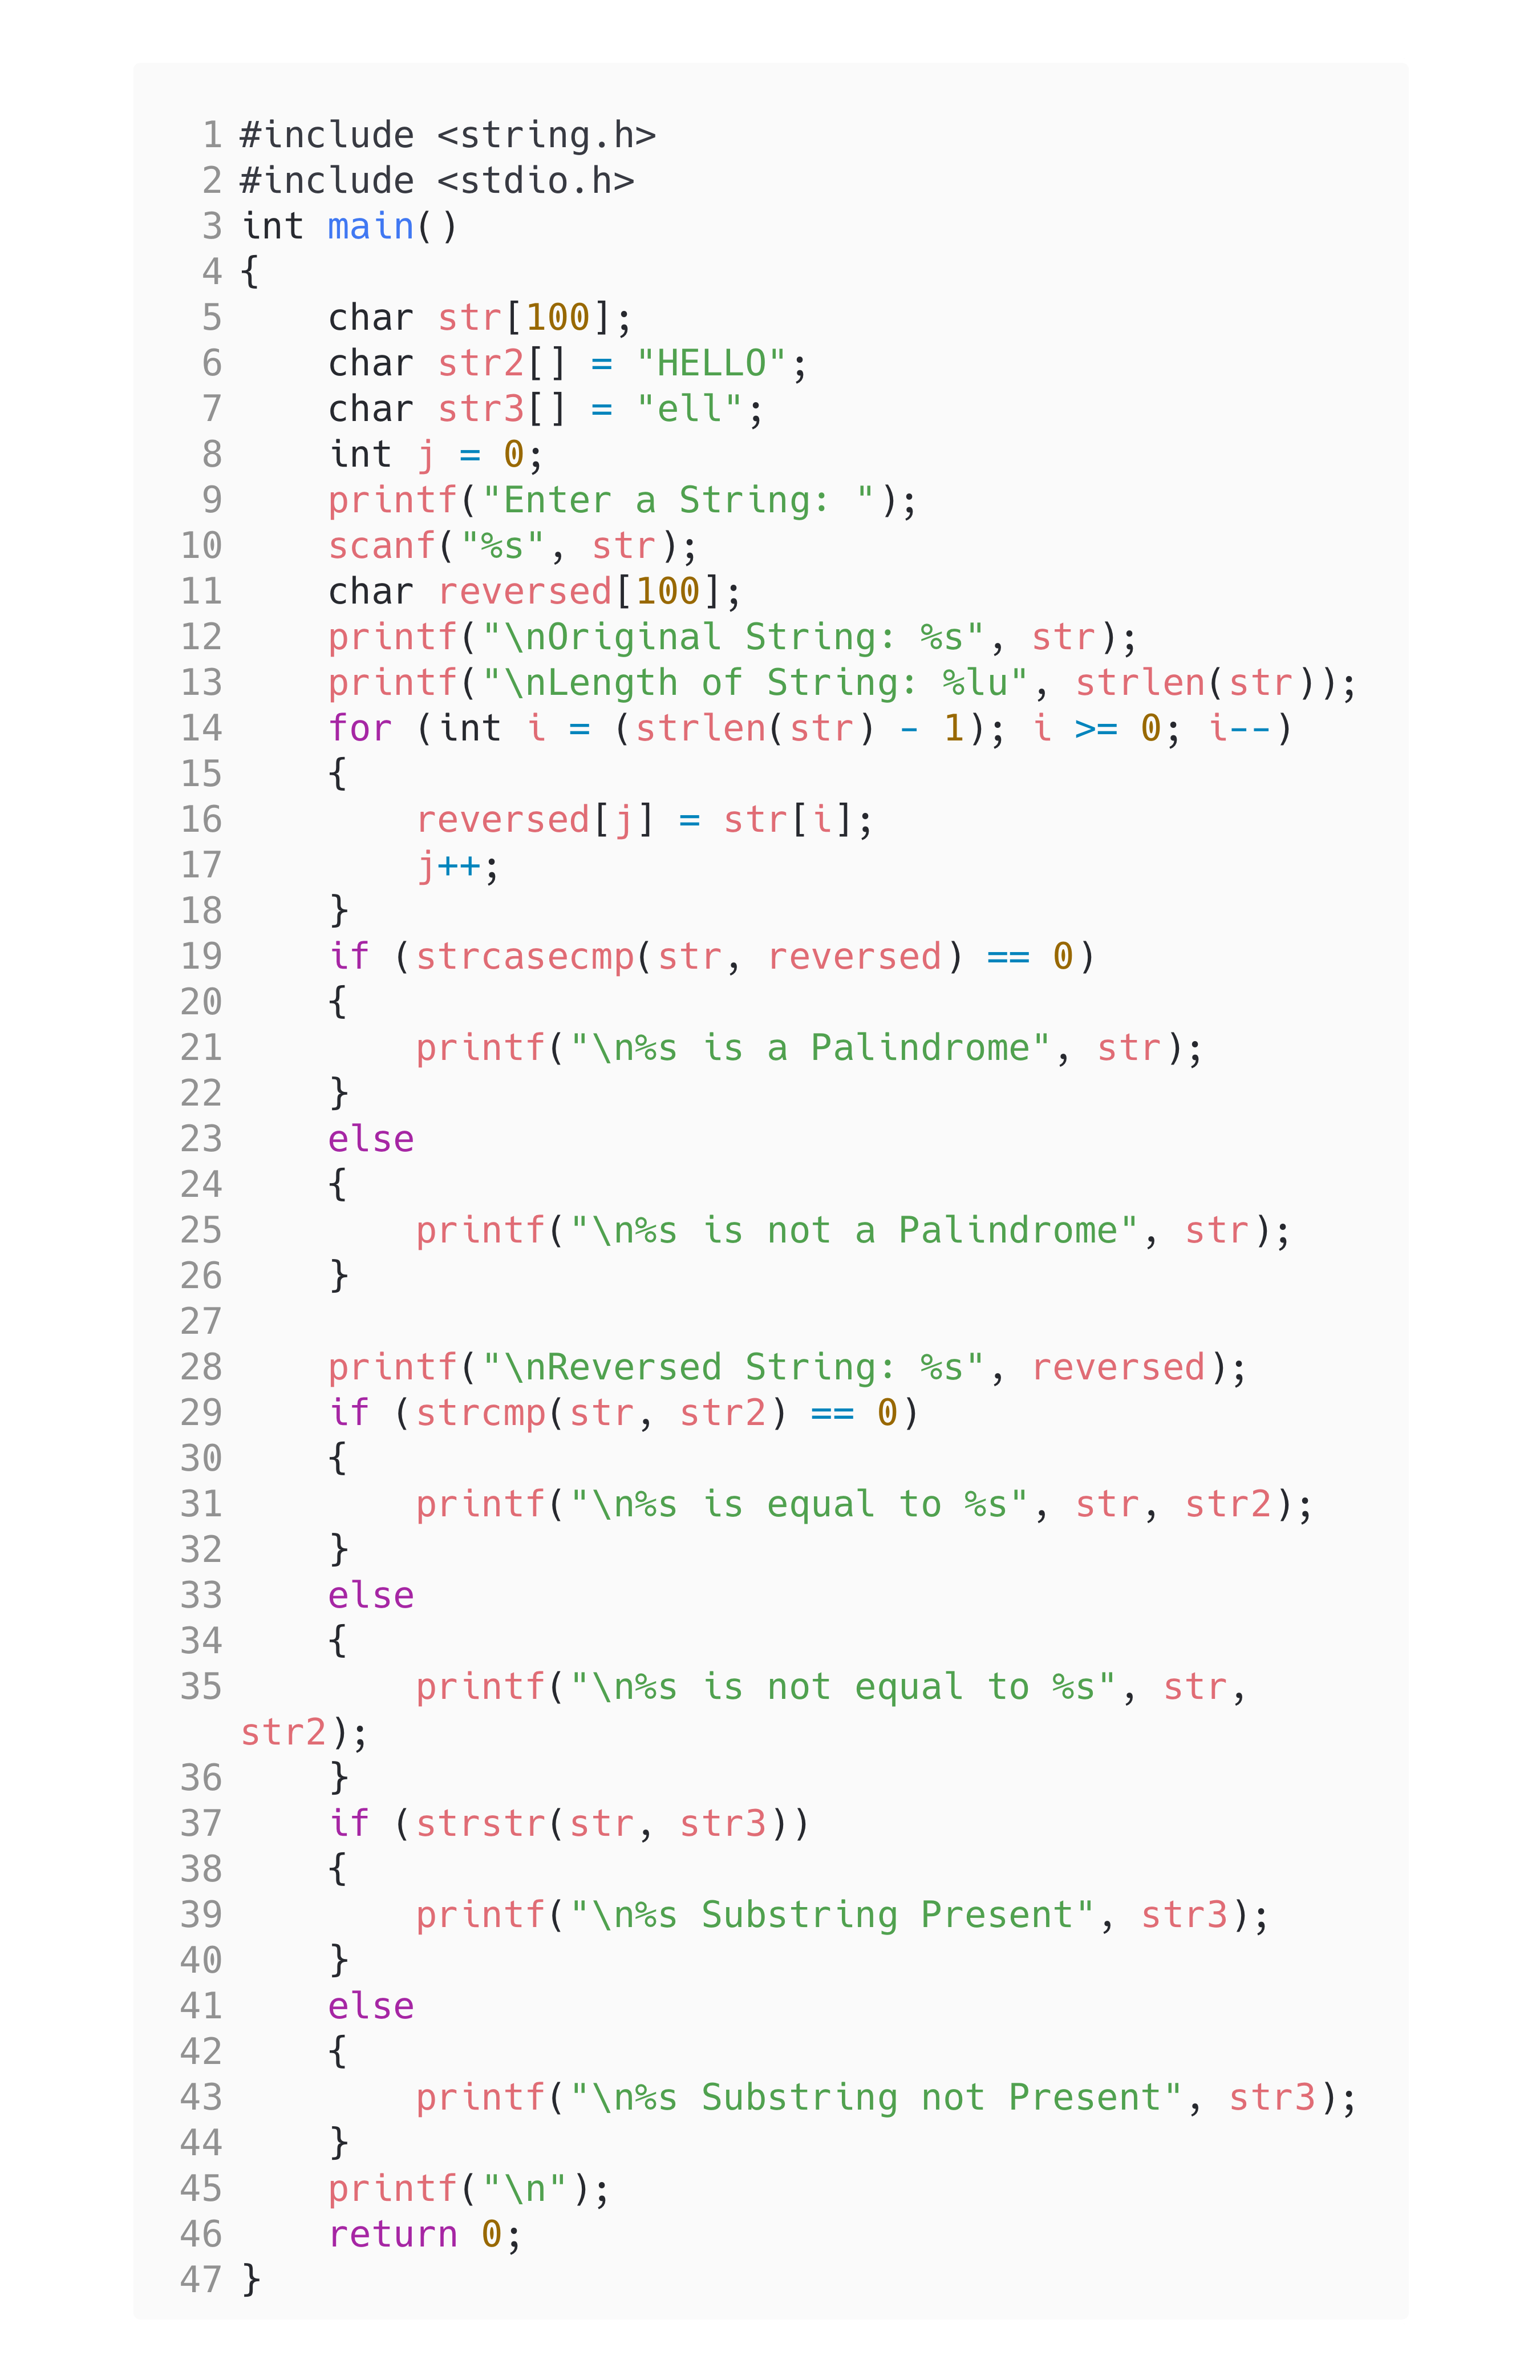 1 #include <string.h>
2 #include <stdio.h>
3 int main()
4 {
5     char str[100];
6     char str2[] = "HELLO";
7     char str3[] = "ell";
8     int j = 0;
9     printf("Enter a String: ");
10     scanf("%s", str);
11     char reversed[100];
12     printf("\nOriginal String: %s", str);
13     printf("\nLength of String: %lu", strlen(str));
14     for (int i = (strlen(str) - 1); i >= 0; i--)
15     {
16         reversed[j] = str[i];
17         j++;
18     }
19     if (strcasecmp(str, reversed) == 0)
20     {
21         printf("\n%s is a Palindrome", str);
22     }
23     else
24     {
25         printf("\n%s is not a Palindrome", str);
26     }
27
28     printf("\nReversed String: %s", reversed);
29     if (strcmp(str, str2) == 0)
30     {
31         printf("\n%s is equal to %s", str, str2);
32     }
33     else
34     {
35         printf("\n%s is not equal to %s", str,
str2);
36     }
37     if (strstr(str, str3))
38     {
39         printf("\n%s Substring Present", str3);
40     }
41     else
42     {
43         printf("\n%s Substring not Present", str3);
44     }
45     printf("\n");
46     return 0;
47 }